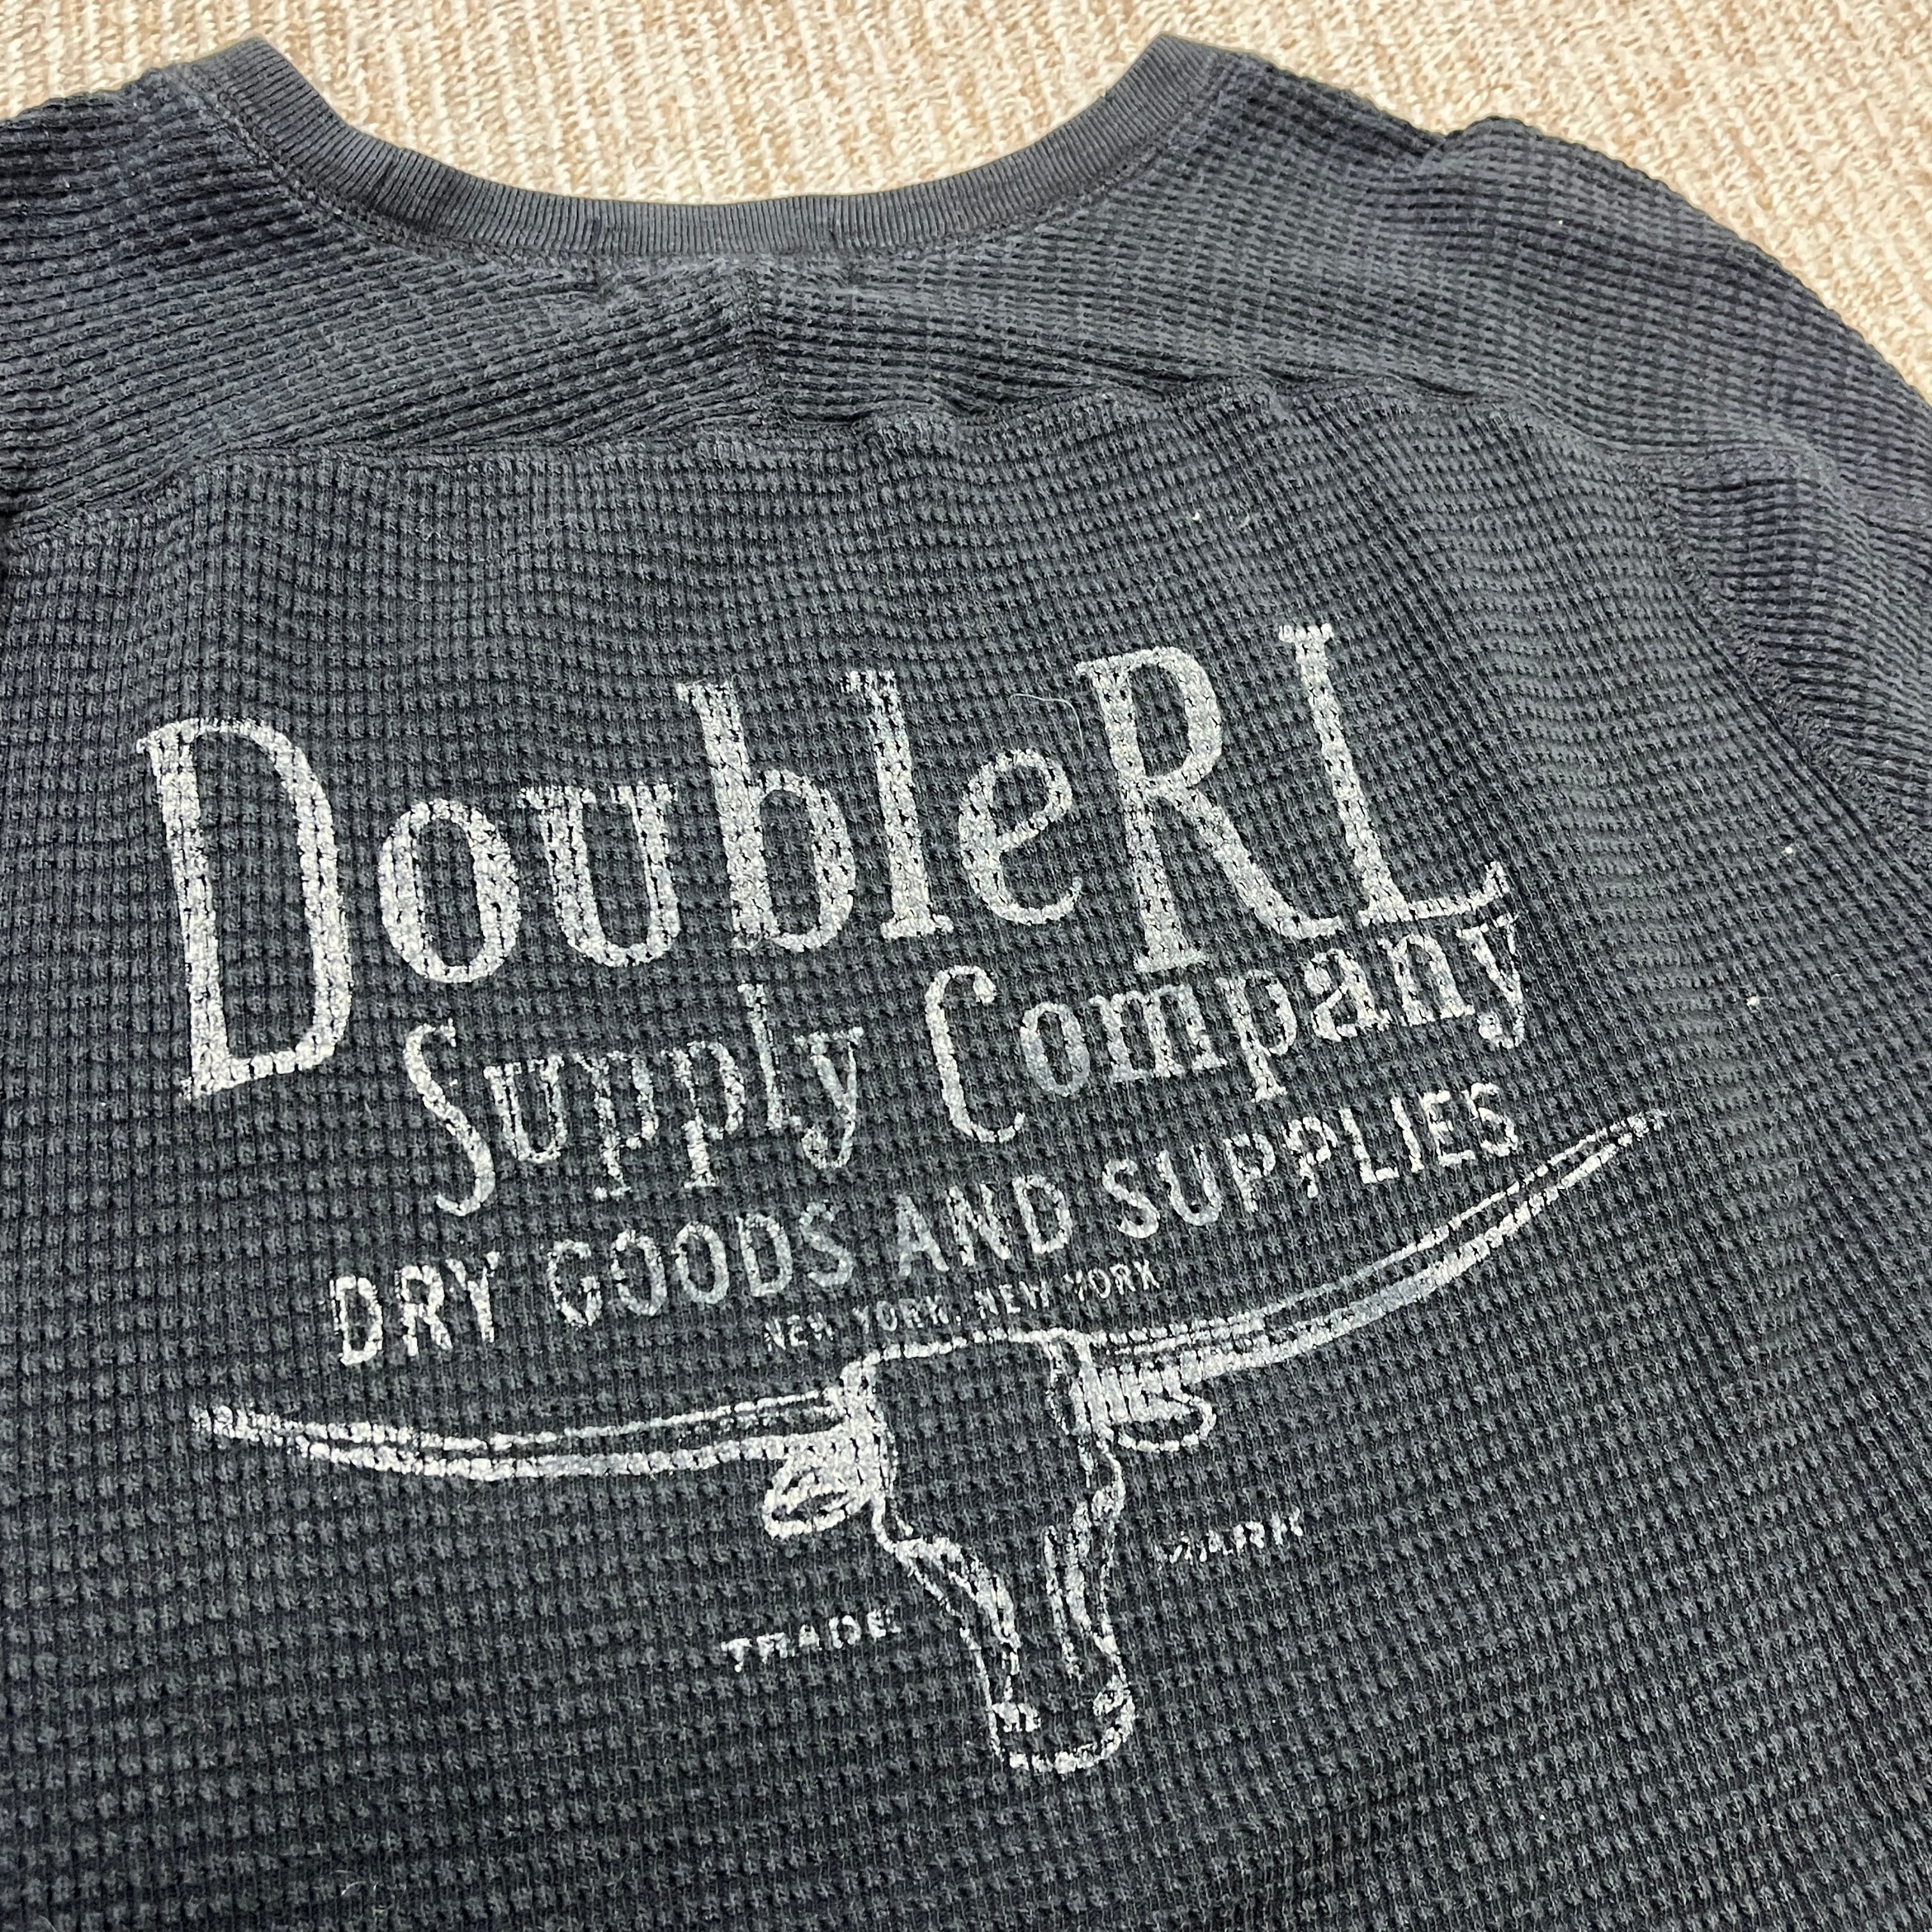 DoubleRL
Supply Company
DRY GOODS AND SUPPLIES
NEW YORK, NEW YORK
TRADE MARK